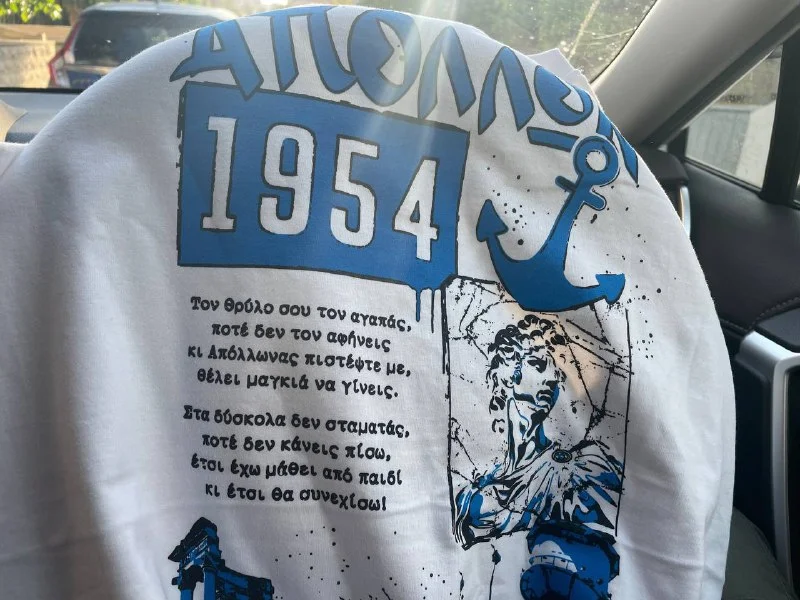 ΑΠΟΛΛΩΝ
1954
Τον θρύλο σου τον αγαπάς,
ποτέ δεν τον αφήνεις
κι Απόλλωνας πιστέψτε με,
θέλει μαγκιά να γίνεις.
Στα δύσκολα δεν σταματάς,
ποτέ δεν κάνεις πίσω,
έτσι έχω μάθει από παιδί
κι έτσι θα συνεχίσω!